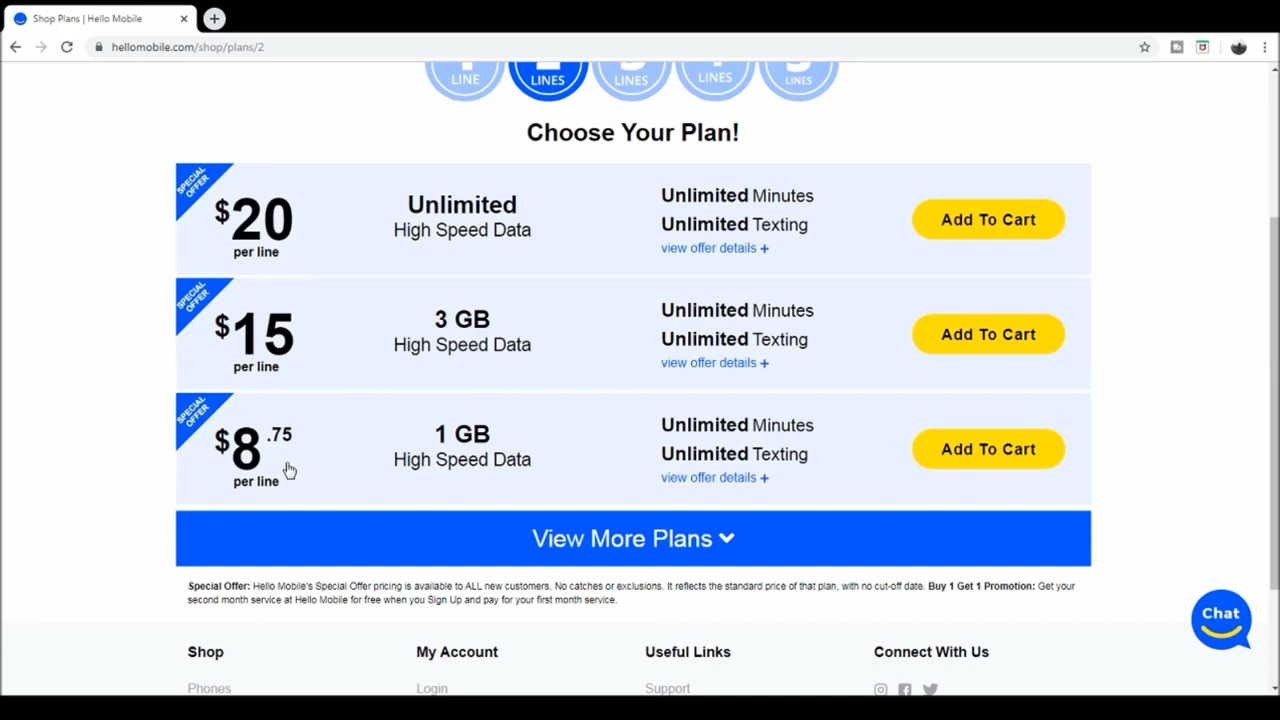 Shop Plans | Hello Mobile
hellomobile.com/shop/plans/2
LINE
LINES
LINES
LINES
LINES
Choose Your Plan!
SPECIAL OFFER
$20
per line
Unlimited
High Speed Data
Unlimited Minutes
Unlimited Texting
view offer details +
Add To Cart
SPECIAL OFFER
$15
per line
3 GB
High Speed Data
Unlimited Minutes
Unlimited Texting
view offer details +
Add To Cart
SPECIAL OFFER
$8.75
per line
1 GB
High Speed Data
Unlimited Minutes
Unlimited Texting
view offer details +
Add To Cart
View More Plans
Special Offer: Hello Mobile's Special Offer pricing is available to ALL new customers. No catches or exclusions. It reflects the standard price of that plan, with no cut-off date. Buy 1 Get 1 Promotion: Get your
second month service at Hello Mobile for free when you Sign Up and pay for your first month service.
Chat
Shop
My Account
Useful Links
Connect With Us
Phones
Login
Support